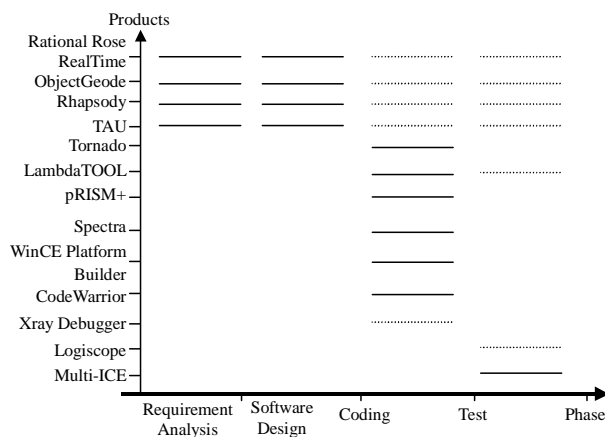 Products
Rational Rose
RealTime
ObjectGeode
Rhapsody
TAU
Tornado
LambdaTOOL
pRISM+
Spectra
WinCE Platform
Builder
CodeWarrior
Xray Debugger
Logiscope
Multi-ICE
Requirement
Analysis
Software
Design
Coding
Test
Phase